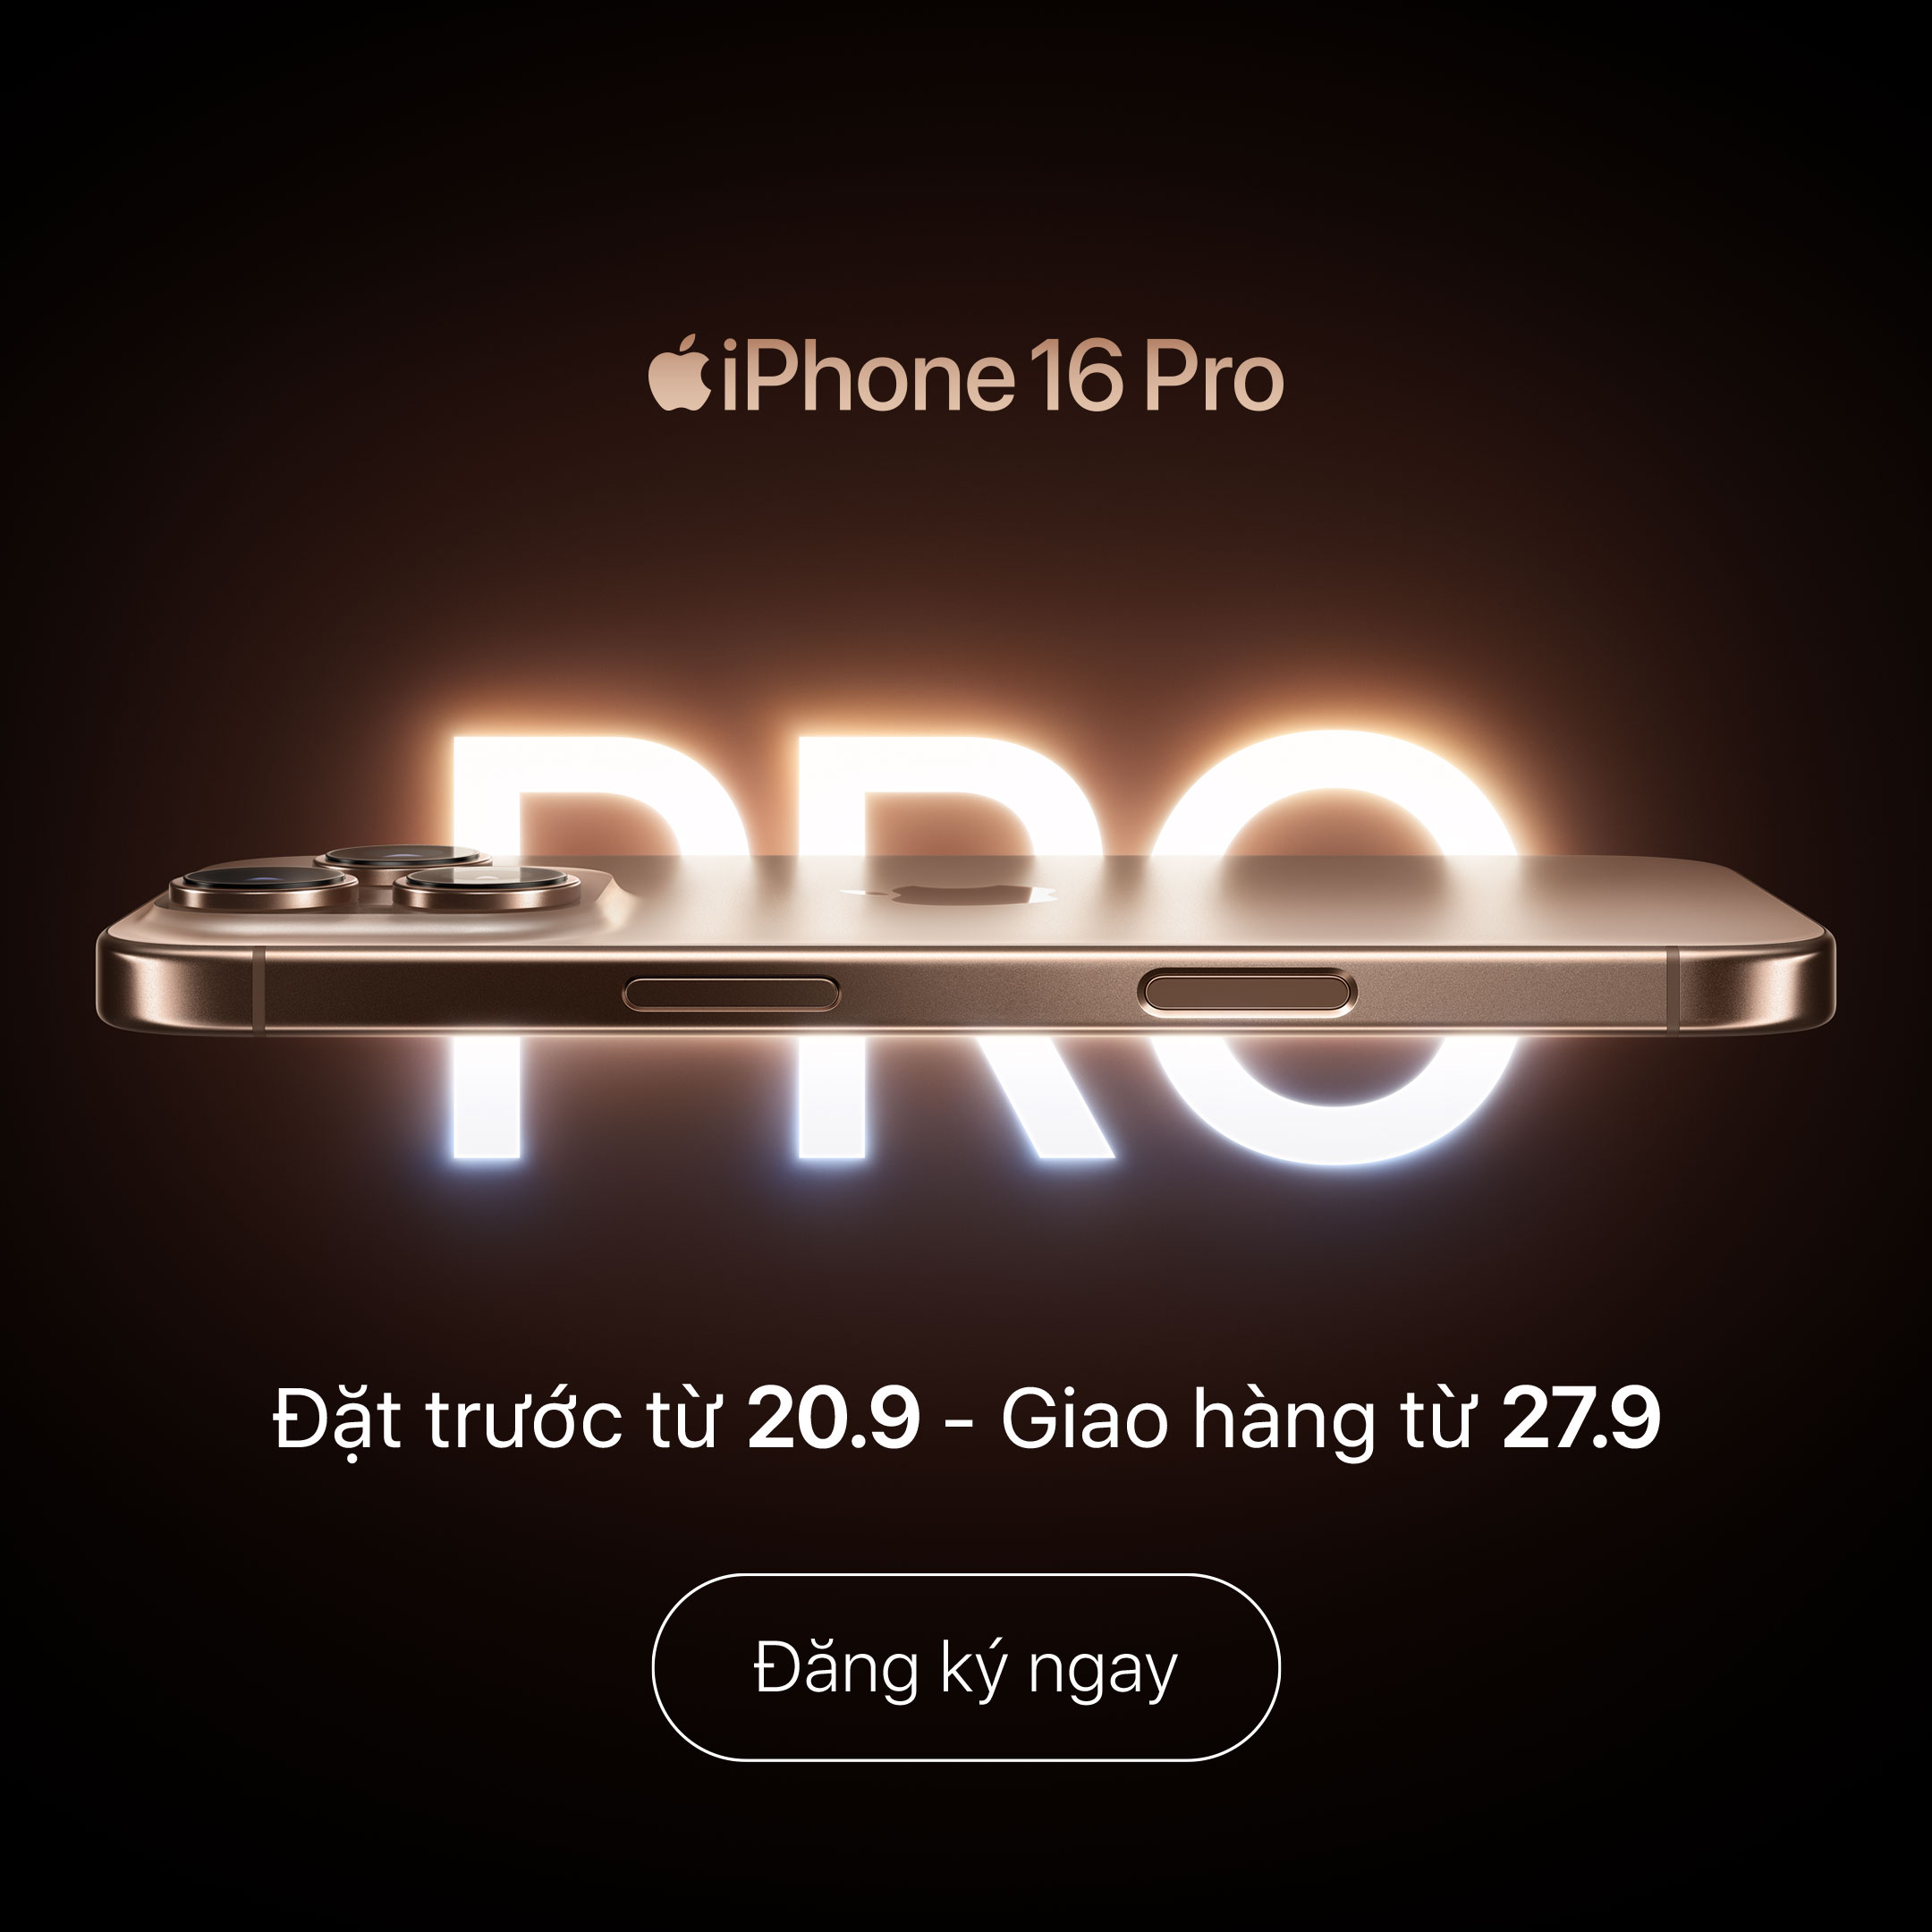 iPhone 16 Pro
PRO
Đặt trước từ 20.9 - Giao hàng từ 27.9
Đăng ký ngay